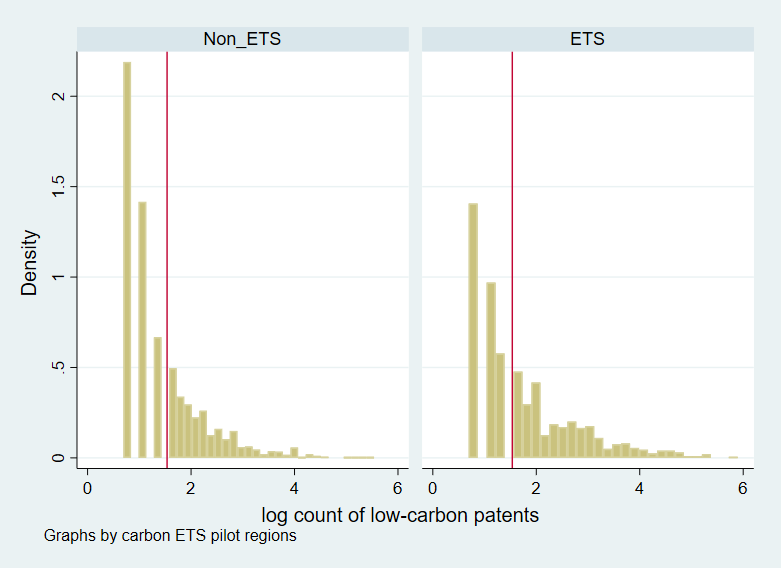 Non_ETS
ETS
Density
2
1.5
1
.5
0
0 2 4 6
0 2 4 6
log count of low-carbon patents
Graphs by carbon ETS pilot regions